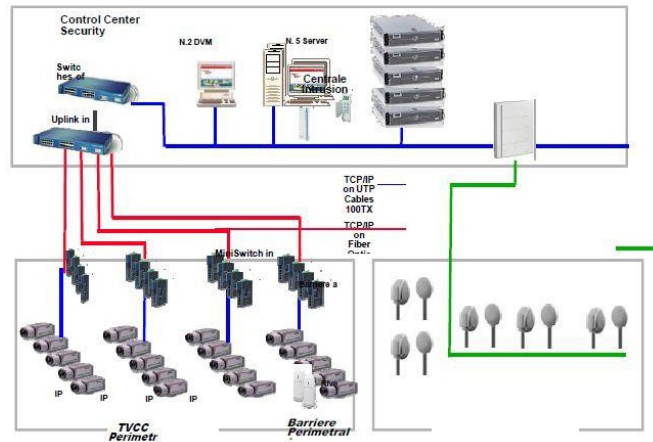 Control Center
Security
N.2 DVM
N.5 Server
Switc
hes of
Centrale
Intrusion
Uplink in
TCP/IP
on UTP
Cables
100TX
TCP/IP
on
Fiber
MiniSwitch in
Barriere a
IP
IP
IP
IP
TVCC
Perimetr
Barriere
Perimetral